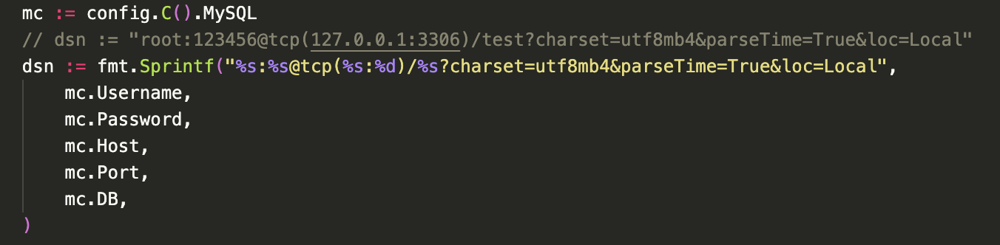 mc := config.C().MySQL
// dsn := "root:123456@tcp(127.0.0.1:3306)/test?charset=utf8mb4&parseTime=True&loc=Local"
dsn := fmt.Sprintf("%s:%s@tcp(%s:%d)/%s?charset=utf8mb4&parseTime=True&loc=Local",
    mc.Username,
    mc.Password,
    mc.Host,
    mc.Port,
    mc.DB,
)